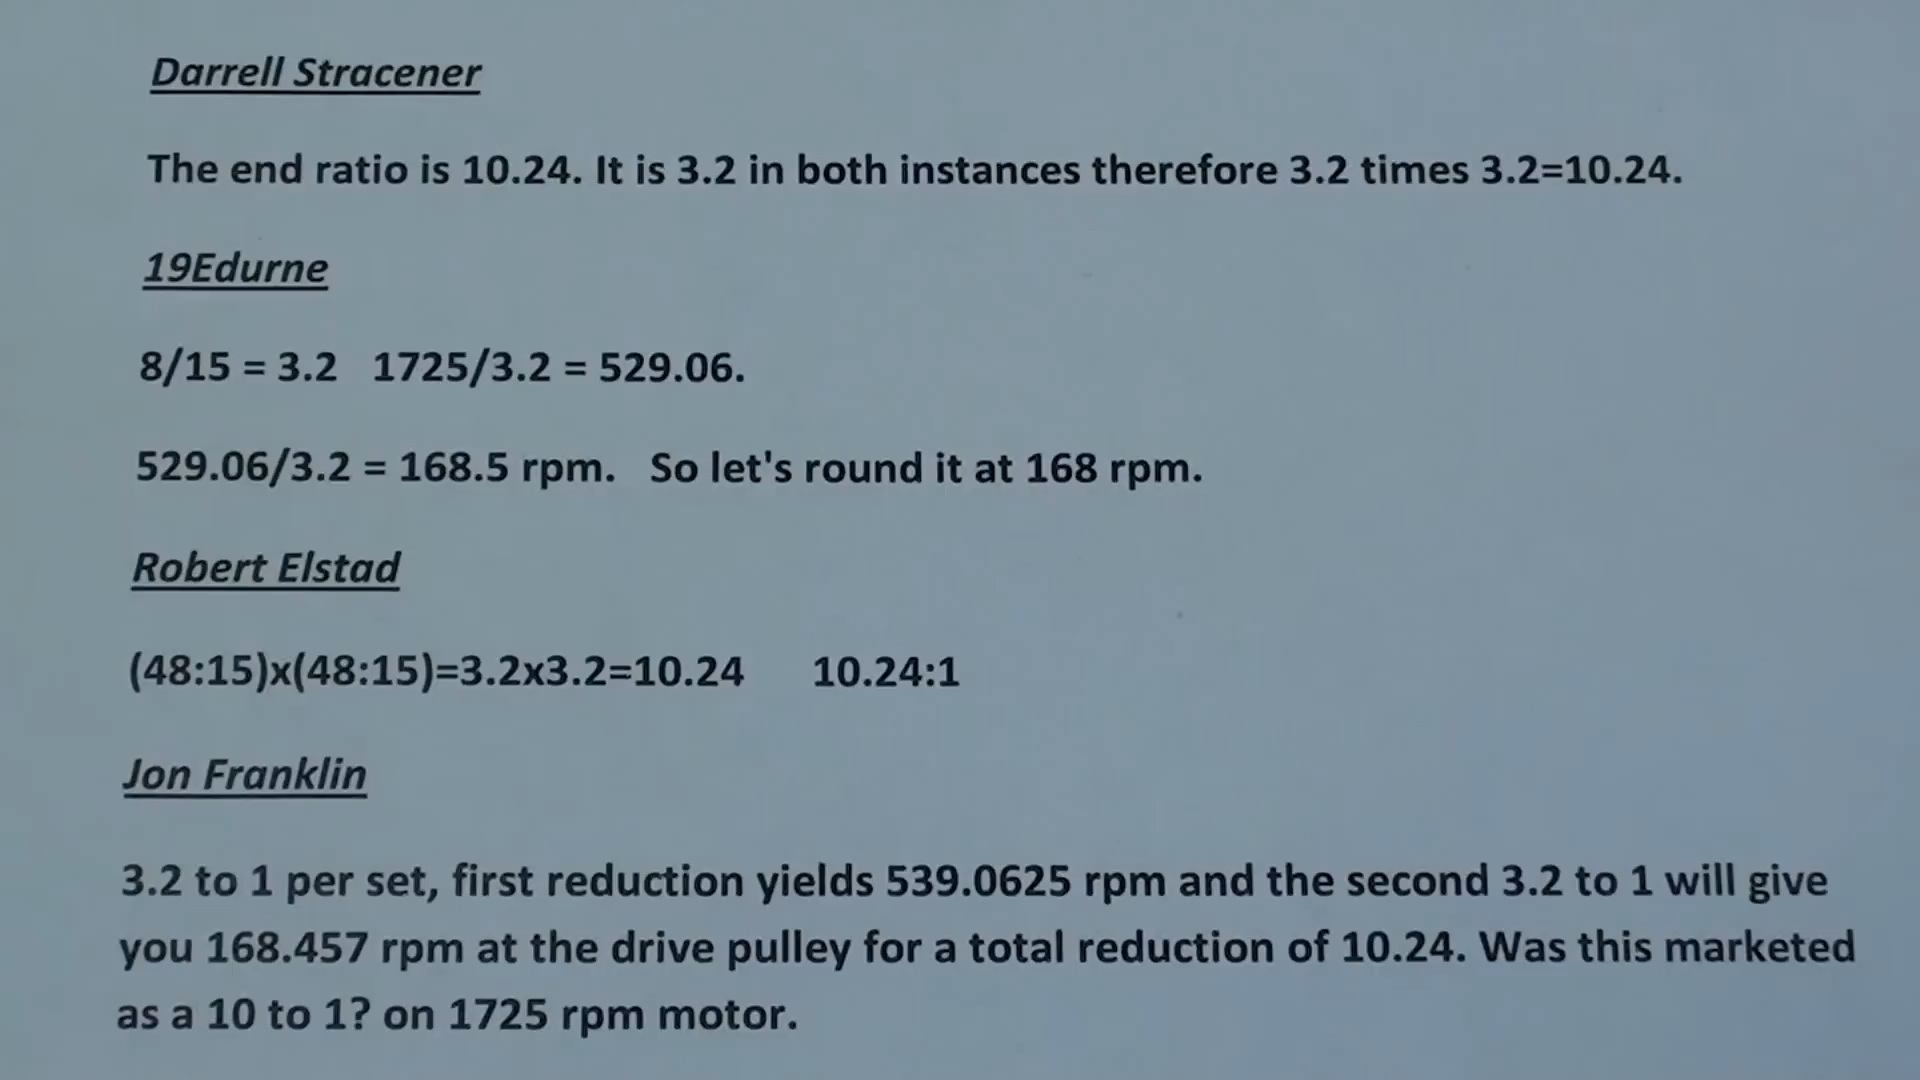 Darrell Stracener
The end ratio is 10.24. It is 3.2 in both instances therefore 3.2 times 3.2=10.24.
19Edurne
8/15 = 3.2   1725/3.2 = 529.06.
529.06/3.2 = 168.5 rpm.   So let's round it at 168 rpm.
Robert Elstad
(48:15)x(48:15)=3.2x3.2=10.24      10.24:1
Jon Franklin
3.2 to 1 per set, first reduction yields 539.0625 rpm and the second 3.2 to 1 will give
you 168.457 rpm at the drive pulley for a total reduction of 10.24. Was this marketed
as a 10 to 1? on 1725 rpm motor.